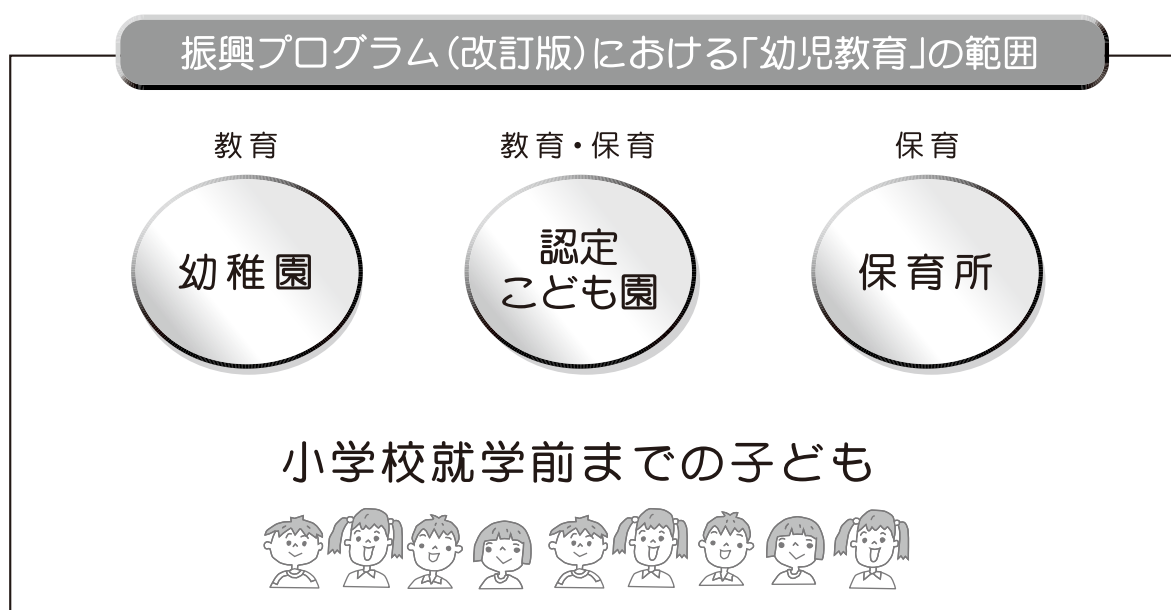 振興プログラム(改訂版)における「幼児教育」の範囲
教育
教育・保育
保育
幼稚園
認定
こども園
保育所
小学校就学前までの子ども